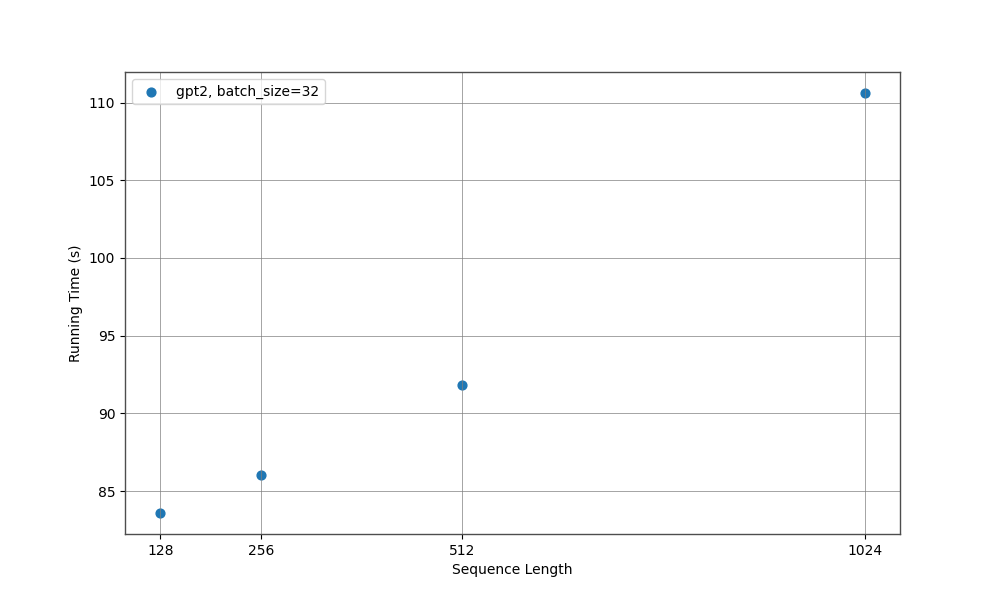 gpt2, batch_size=32
110
105
100
95
90
85
Running Time (s)
128 256 512 1024
Sequence Length